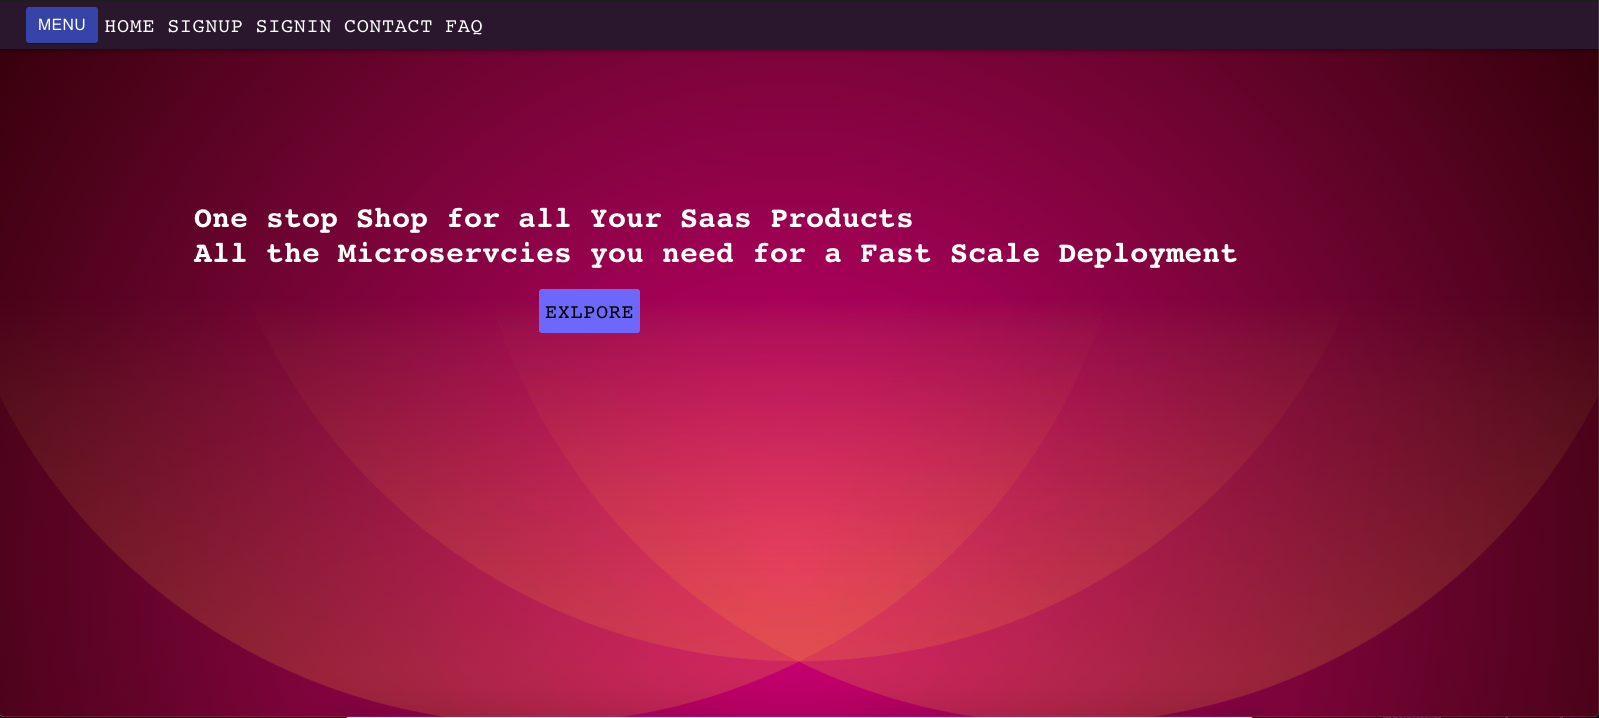 MENU HOME SIGNUP SIGNIN CONTACT FAQ
One stop Shop for all Your Saas Products
All the Microservcies you need for a Fast Scale Deployment
EXLPORE